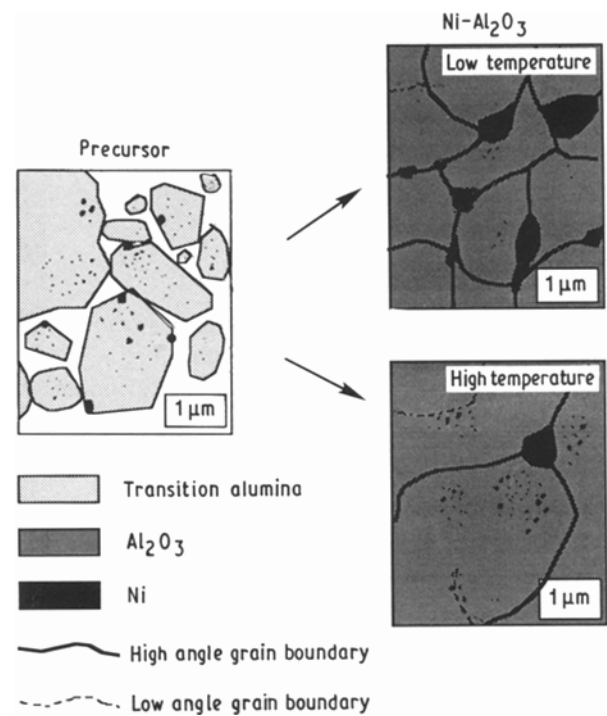 Ni-Al₂O₃
Low temperature
Precursor
1 μm
1 μm
High temperature
1 μm
Transition alumina
Al₂O₃
Ni
High angle grain boundary
Low angle grain boundary